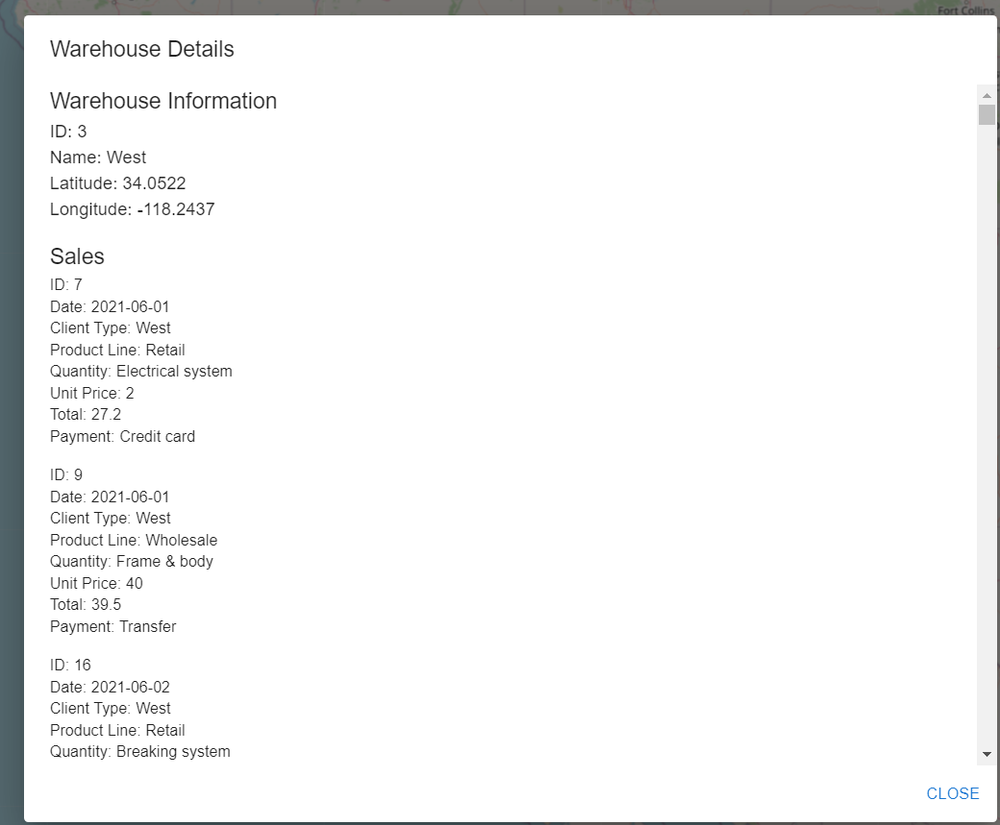 Fort Collins
Warehouse Details
Warehouse Information
ID: 3
Name: West
Latitude: 34.0522
Longitude: -118.2437
Sales
ID: 7
Date: 2021-06-01
Client Type: West
Product Line: Retail
Quantity: Electrical system
Unit Price: 2
Total: 27.2
Payment: Credit card
ID: 9
Date: 2021-06-01
Client Type: West
Product Line: Wholesale
Quantity: Frame & body
Unit Price: 40
Total: 39.5
Payment: Transfer
ID: 16
Date: 2021-06-02
Client Type: West
Product Line: Retail
Quantity: Breaking system
CLOSE